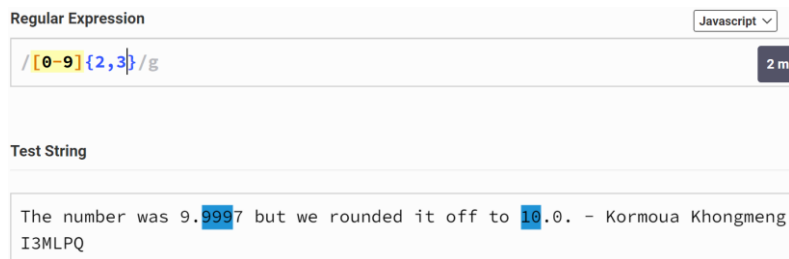 Regular Expression
Javascript
/[0-9]{2,3}/g
2 m
Test String
The number was 9.9997 but we rounded it off to 10.0. - Kormoua Khongmeng
I3MLPQ